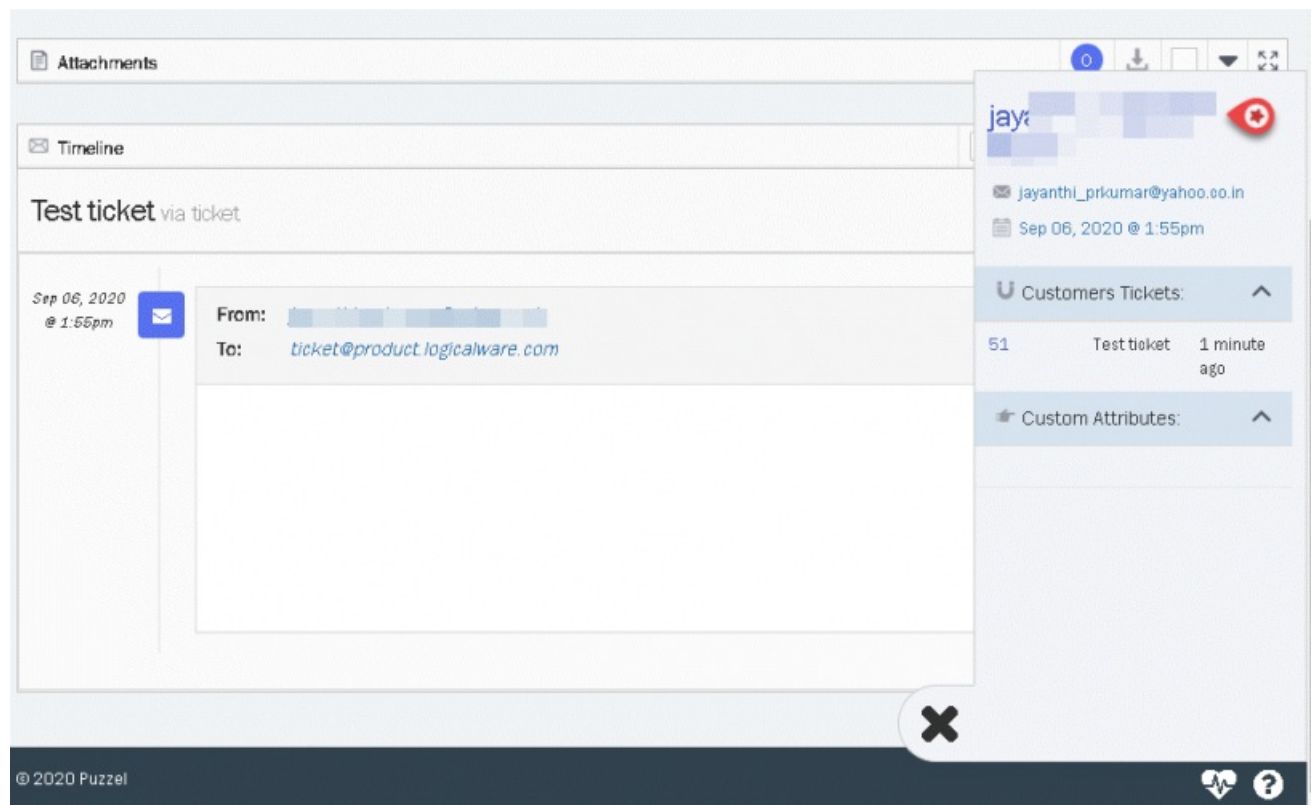 Attachments
0
Timeline
Test ticket via ticket
Sep 06, 2020
@ 1:55pm
From:
To: ticket@product.logicalware.com
jay
jayanthi_prkumar@yahoo.co.in
Sep 06, 2020 @ 1:55pm
Customers Tickets:
51 Test ticket 1 minute
ago
Custom Attributes:
© 2020 Puzzel
?